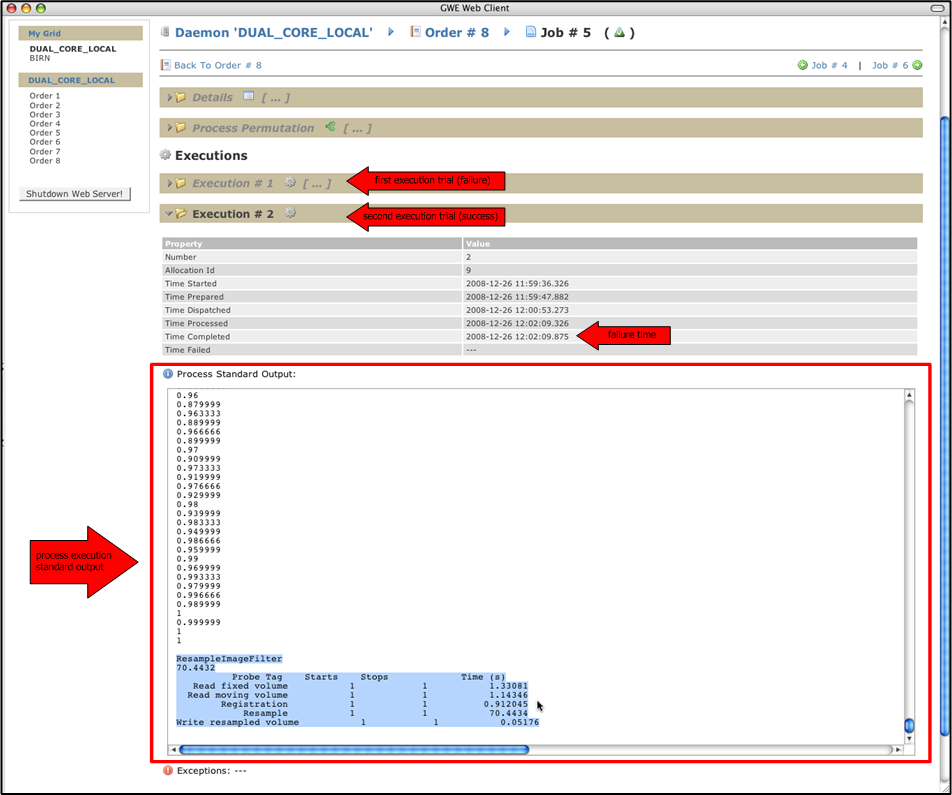 GWE Web Client
My Grid
DUAL_CORE_LOCAL
BIRN
DUAL_CORE_LOCAL
Order 1
Order 2
Order 3
Order 4
Order 5
Order 6
Order 7
Order 8
Shutdown Web Server!
Daemon 'DUAL_CORE_LOCAL' Order # 8 Job # 5 ( )
Back To Order # 8 Job # 4 | Job # 6
Details [ ... ]
Process Permutation [ ... ]
Executions
Execution # 1 [ ... ] first execution trial (failure)
Execution # 2 second execution trial (success)
Property Value
Number 2
Allocation Id 9
Time Started 2008-12-26 11:59:36.326
Time Prepared 2008-12-26 11:59:47.882
Time Dispatched 2008-12-26 12:00:53.273
Time Processed 2008-12-26 12:02:09.326
Time Completed 2008-12-26 12:02:09.875 failure time
Time Failed ---
Process Standard Output:
0.96
0.879999
0.963333
0.889999
0.966666
0.899999
0.97
0.909999
0.973333
0.919999
0.976666
0.929999
0.98
0.939999
0.983333
0.949999
0.986666
0.959999
0.99
0.969999
0.993333
0.979999
0.996666
0.989999
1
0.999999
1
1
process execution
standard output
ResampleImageFilter
70.4432
Probe Tag Starts Stops Time (s)
Read fixed volume 1 1 1.33081
Read moving volume 1 1 1.14346
Registration 1 1 0.912045
Resample 1 1 70.4434
Write resampled volume 1 1 0.05176
Exceptions: ---